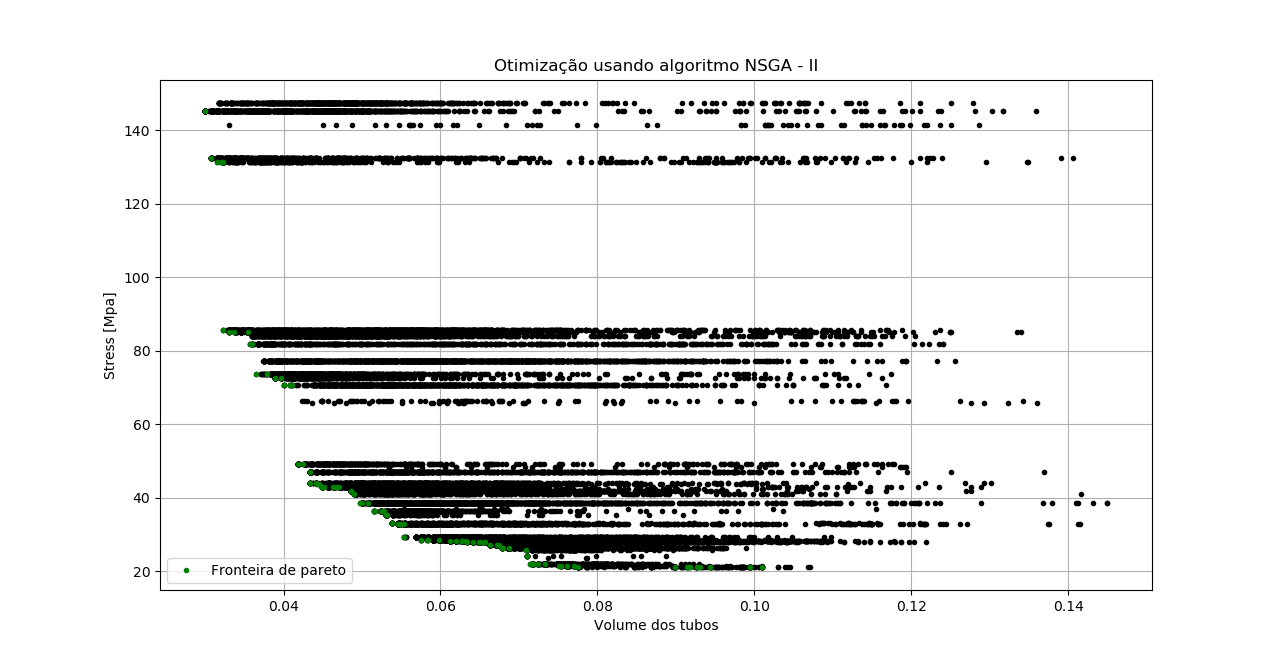 Otimização usando algoritmo NSGA - II
Stress [Mpa]
140
120
100
80
60
40
20
Fronteira de pareto
0.04 0.06 0.08 0.10 0.12 0.14
Volume dos tubos